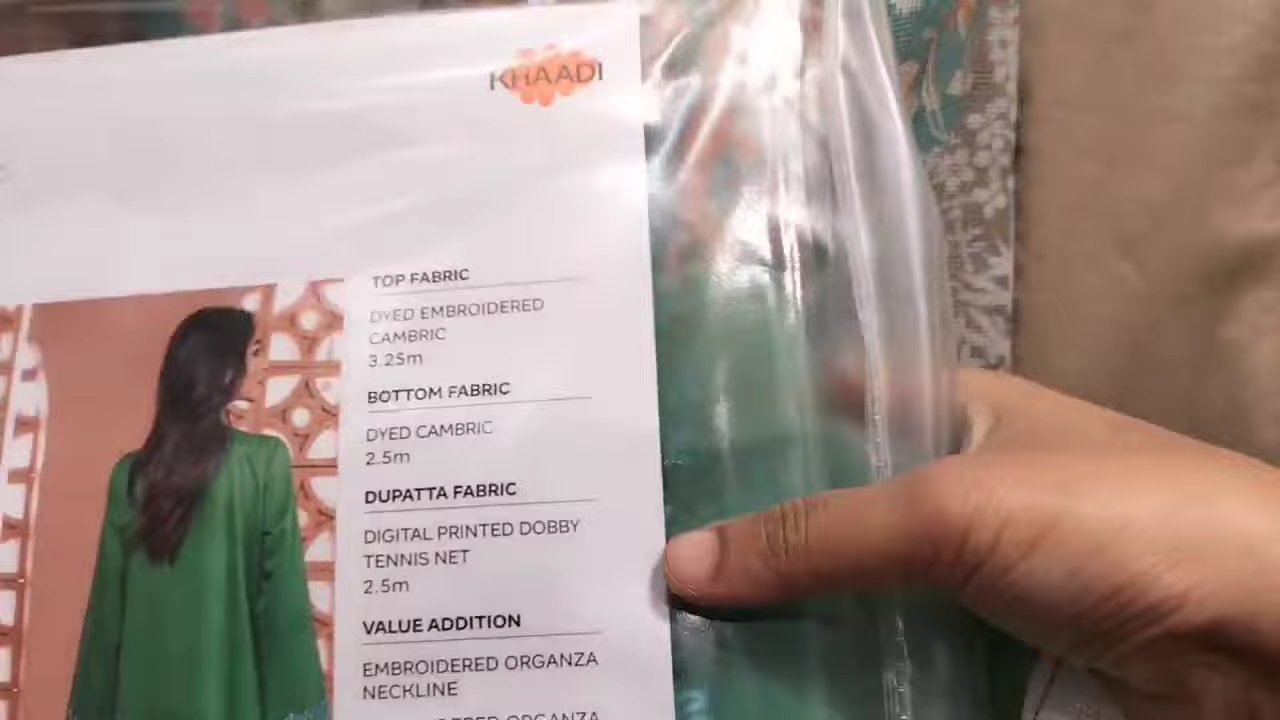 KHAADI
TOP FABRIC
DYED EMBROIDERED
CAMBRIC
3.25m
BOTTOM FABRIC
DYED CAMBRIC
2.5m
DUPATTA FABRIC
DIGITAL PRINTED DOBBY
TENNIS NET
2.5m
VALUE ADDITION
EMBROIDERED ORGANZA
NECKLINE
ORGANZA